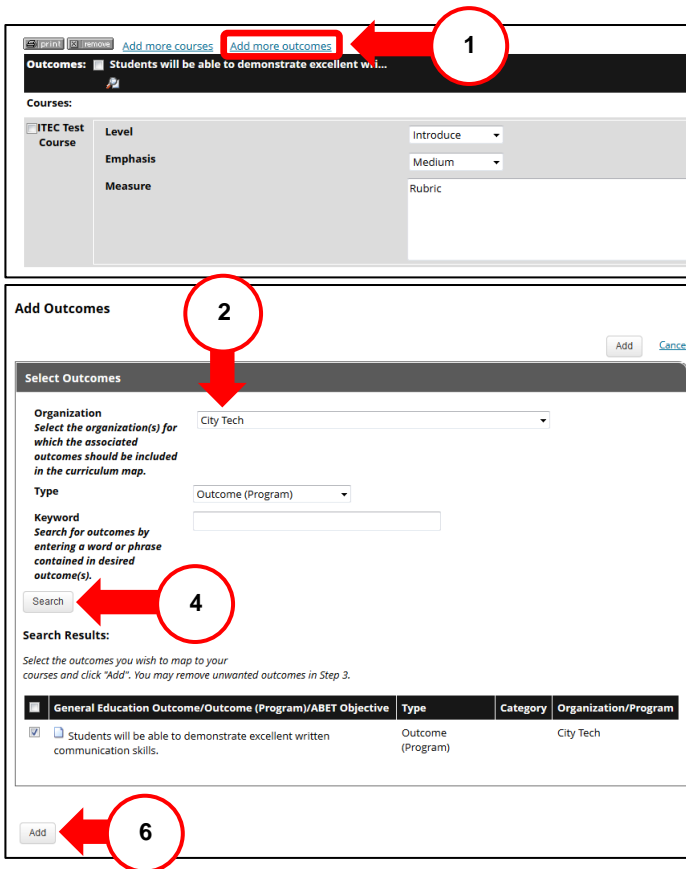 print remove Add more courses Add more outcomes 1
Outcomes: Students will be able to demonstrate excellent wri...
Courses:
ITEC Test Course
Level Introduce
Emphasis Medium
Measure Rubric
Add Outcomes
2
Add Cance
Select Outcomes
Organization City Tech
Select the organization(s) for
which the associated
outcomes should be included
in the curriculum map.
Type Outcome (Program)
Keyword
Search for outcomes by
entering a word or phrase
contained in desired
outcome(s).
Search 4
Search Results:
Select the outcomes you wish to map to your
courses and click "Add". You may remove unwanted outcomes in Step 3.
General Education Outcome/Outcome (Program)/ABET Objective Type Category Organization/Program
Students will be able to demonstrate excellent written
communication skills.
Outcome
(Program)
City Tech
Add 6